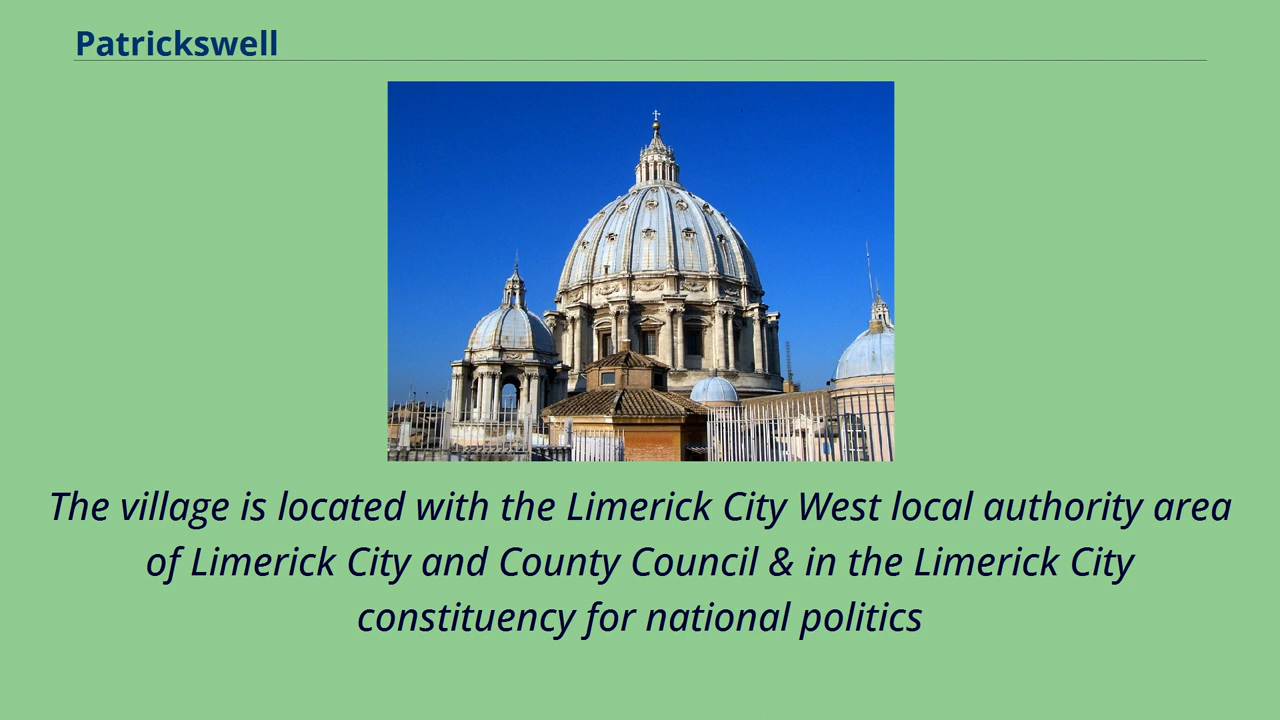 Patrickswell
The village is located with the Limerick City West local authority area
of Limerick City and County Council & in the Limerick City
constituency for national politics